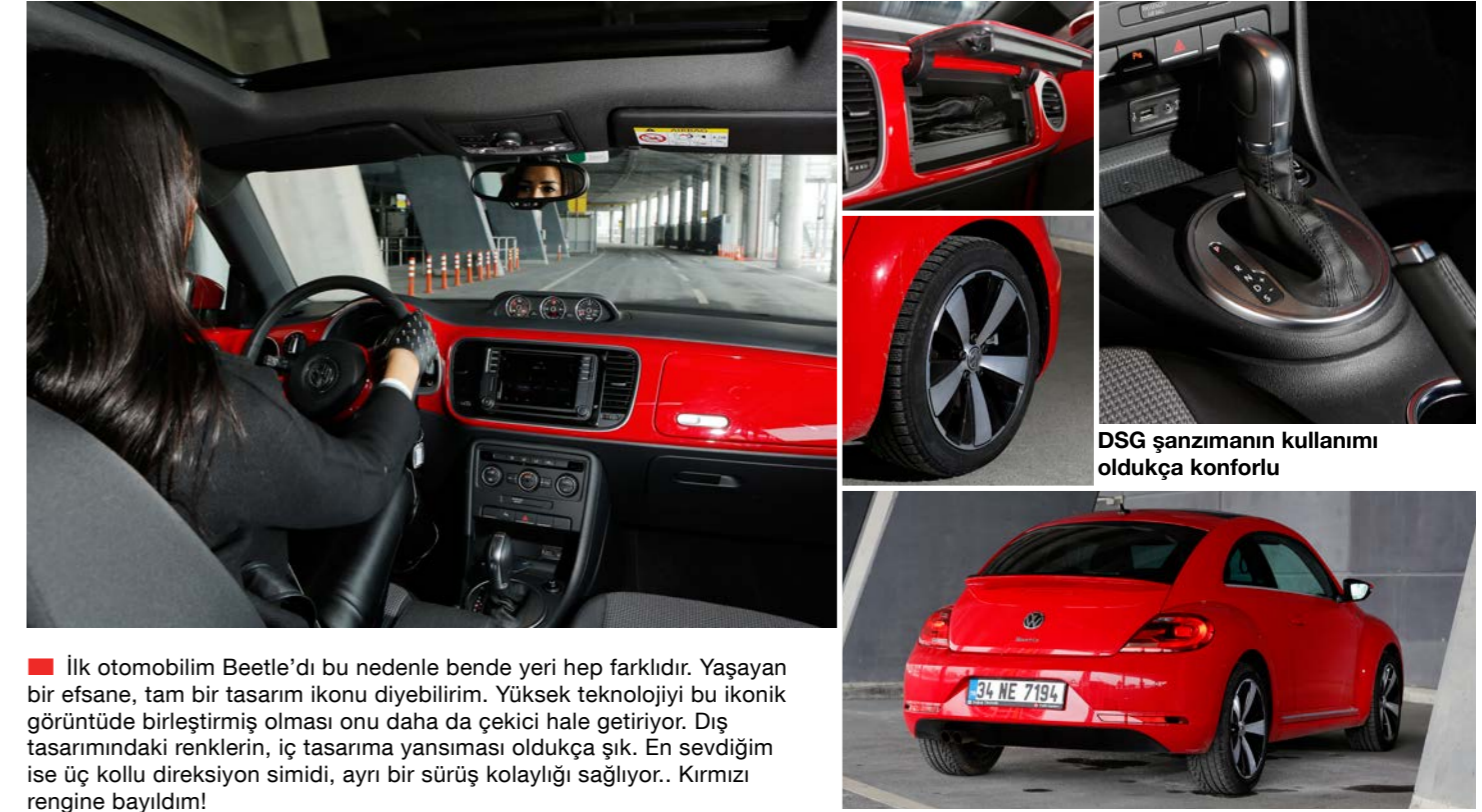 AIRBAG
R
N
D
S
DSG şanzımanın kullanımı
oldukça konforlu
Beetle
34 NE 7194
İlk otomobilim Beetle’dı bu nedenle bende yeri hep farklıdır. Yaşayan
bir efsane, tam bir tasarım ikonu diyebilirim. Yüksek teknolojiyi bu ikonik
görüntüde birleştirmiş olması onu daha da çekici hale getiriyor. Dış
tasarımındaki renklerin, iç tasarıma yansıması oldukça şık. En sevdiğim
ise üç kollu direksiyon simidi, ayrı bir sürüş kolaylığı sağlıyor.. Kırmızı
rengine bayıldım!